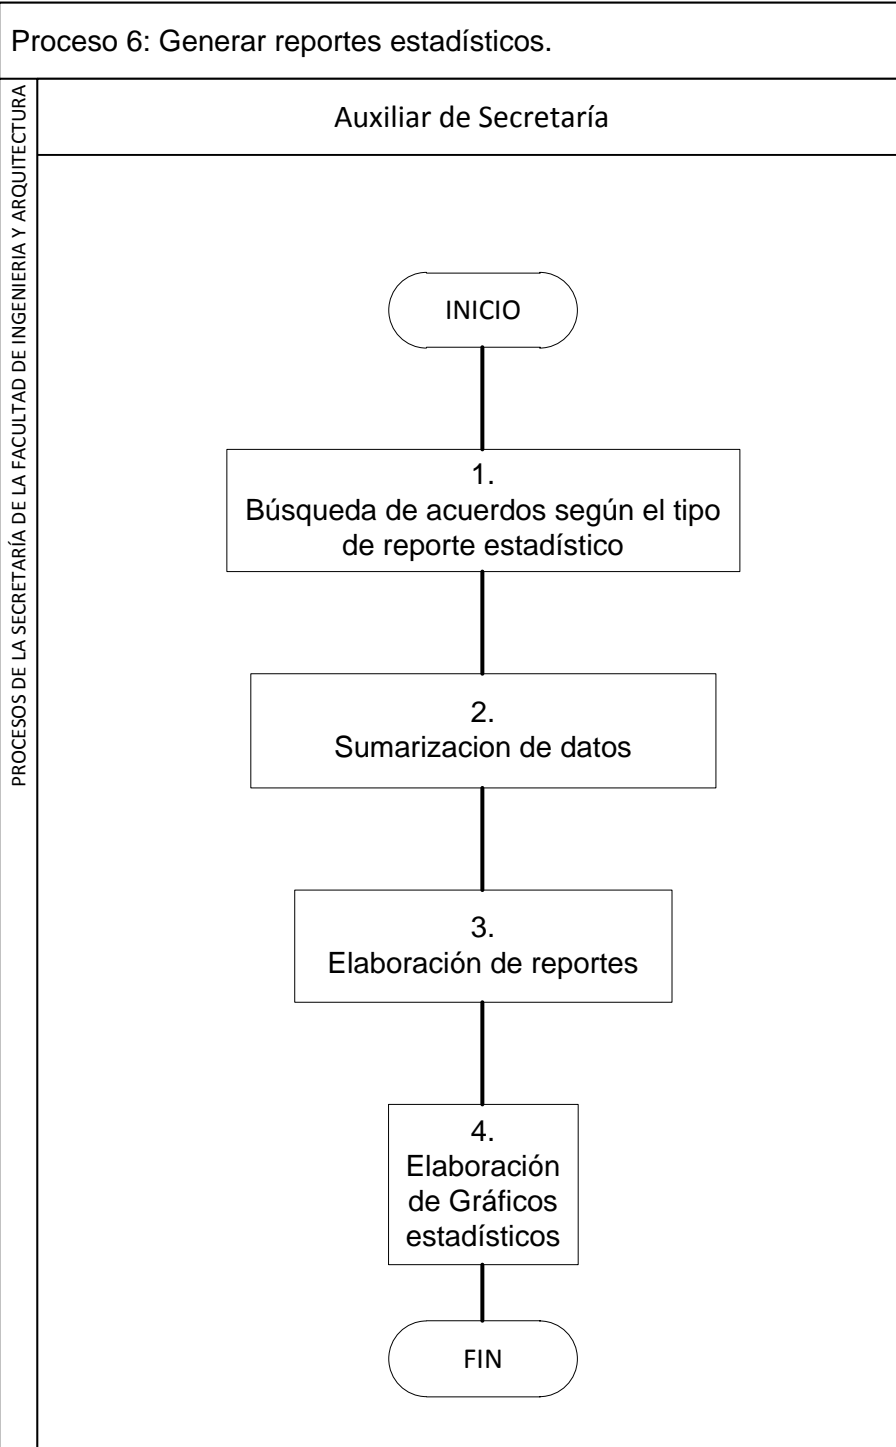 Proceso 6: Generar reportes estadísticos.
PROCESOS DE LA SECRETARÍA DE LA FACULTAD DE INGENIERIA Y ARQUITECTURA
Auxiliar de Secretaría
INICIO
1.
Búsqueda de acuerdos según el tipo
de reporte estadístico
2.
Sumarizacion de datos
3.
Elaboración de reportes
4.
Elaboración
de Gráficos
estadísticos
FIN